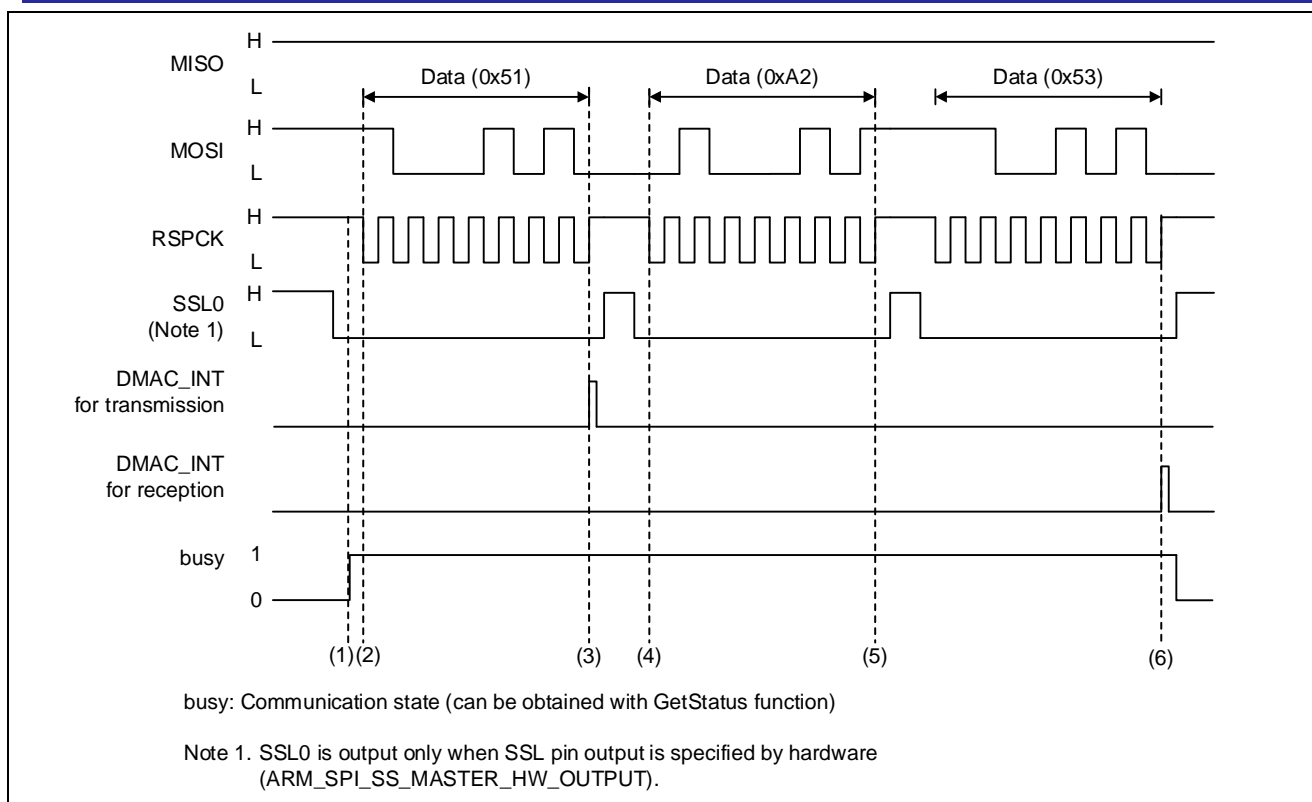 H
MISO
L
Data (0x51)
Data (0xA2)
Data (0x53)
H
MOSI
L
H
RSPCK
L
H
SSL0
(Note 1)
L
DMAC_INT
for transmission
DMAC_INT
for reception
busy
1
0
(1)
(2)
(3)
(4)
(5)
(6)
busy: Communication state (can be obtained with GetStatus function)
Note 1. SSL0 is output only when SSL pin output is specified by hardware
(ARM_SPI_SS_MASTER_HW_OUTPUT).